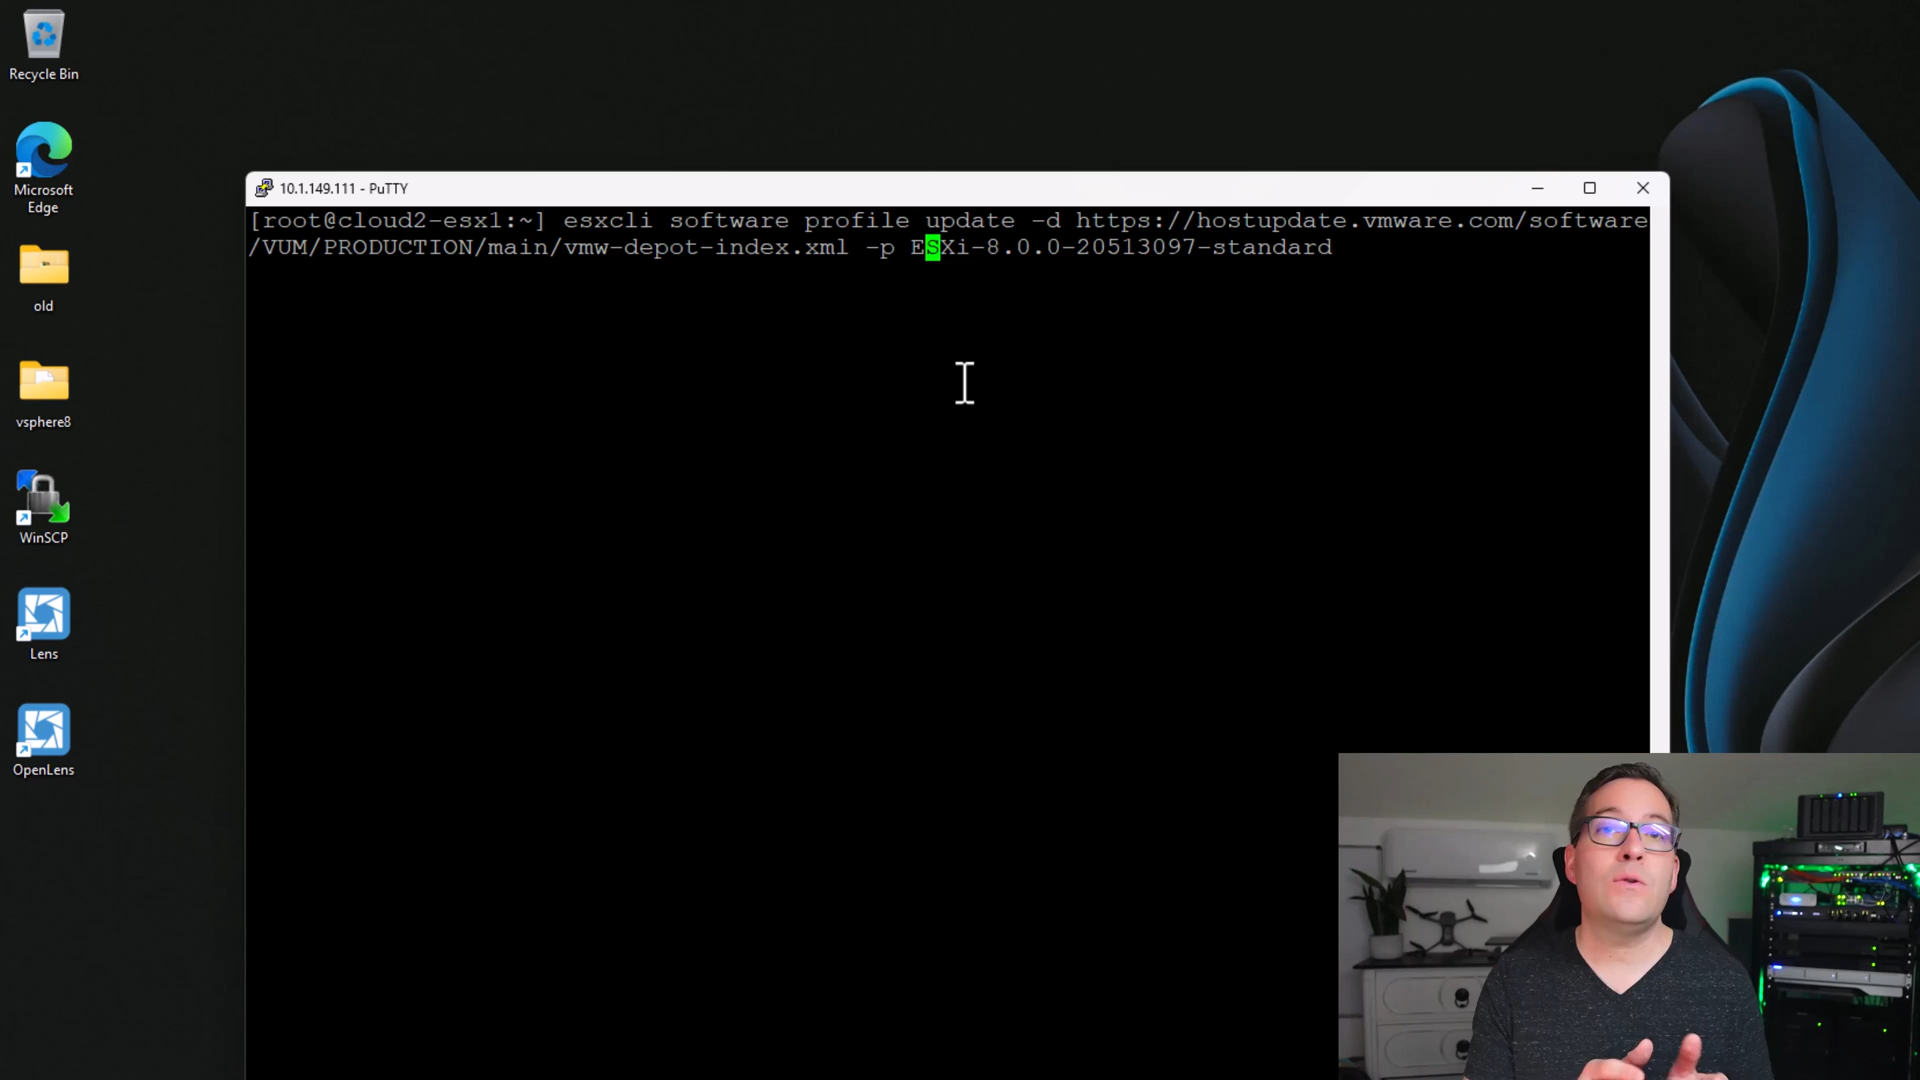 Recycle Bin
Microsoft
Edge
old
vsphere8
WinSCP
Lens
OpenLens
10.1.149.111 - PuTTY
[root@cloud2-esx1:~] esxcli software profile update -d https://hostupdate.vmware.com/software
/VUM/PRODUCTION/main/vmw-depot-index.xml -p ESXi-8.0.0-20513097-standard